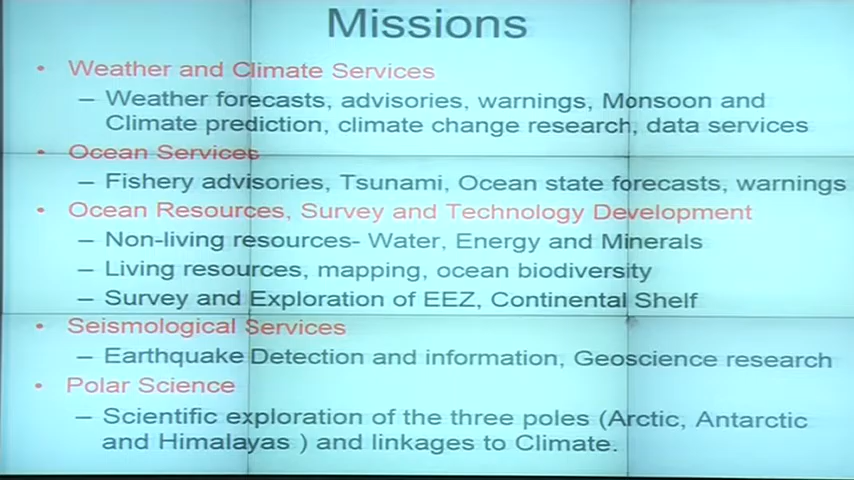 Missions
• Weather and Climate Services
– Weather forecasts, advisories, warnings, Monsoon and
Climate prediction, climate change research, data services
• Ocean Services
– Fishery advisories, Tsunami, Ocean state forecasts, warnings
• Ocean Resources, Survey and Technology Development
– Non-living resources- Water, Energy and Minerals
– Living resources, mapping, ocean biodiversity
– Survey and Exploration of EEZ, Continental Shelf
• Seismological Services
– Earthquake Detection and information, Geoscience research
• Polar Science
– Scientific exploration of the three poles (Arctic, Antarctic
and Himalayas ) and linkages to Climate.